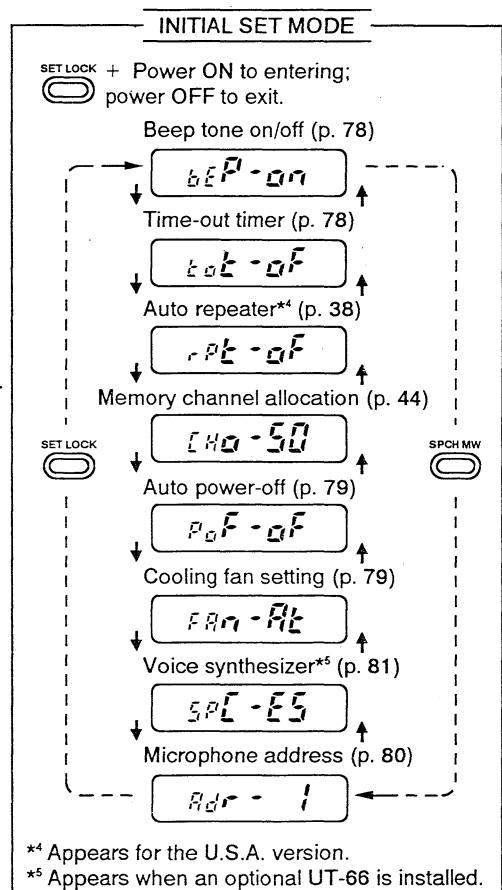 INITIAL SET MODE
SET LOCK + Power ON to entering;
power OFF to exit.
Beep tone on/off (p. 78)
bEP-on
Time-out timer (p. 78)
tot-oF
Auto repeater*⁴ (p. 38)
rPt-oF
Memory channel allocation (p. 44)
CHo-50
SET LOCK
SPCH MW
Auto power-off (p. 79)
PoF-oF
Cooling fan setting (p. 79)
FAn-At
Voice synthesizer*⁵ (p. 81)
SPC-ES
Microphone address (p. 80)
Adr- 1
*⁴ Appears for the U.S.A. version.
*⁵ Appears when an optional UT-66 is installed.